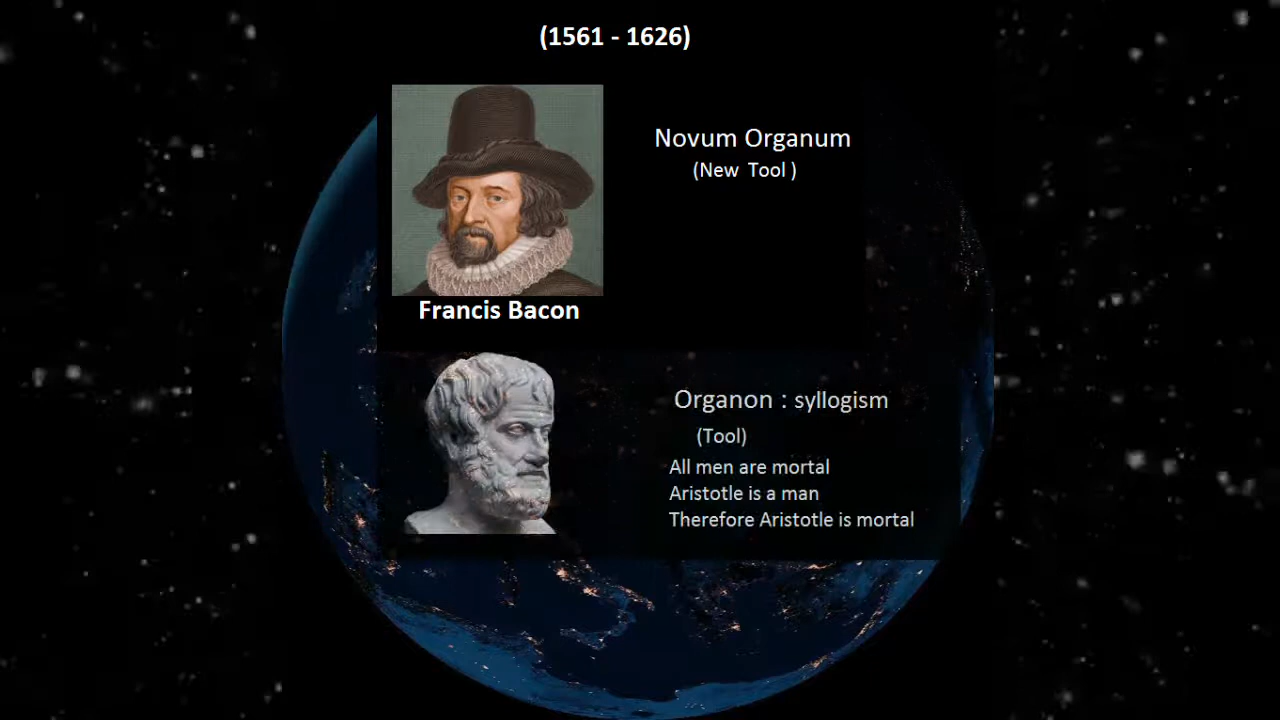 (1561 - 1626)
Novum Organum
(New Tool )
Francis Bacon
Organon : syllogism
(Tool)
All men are mortal
Aristotle is a man
Therefore Aristotle is mortal